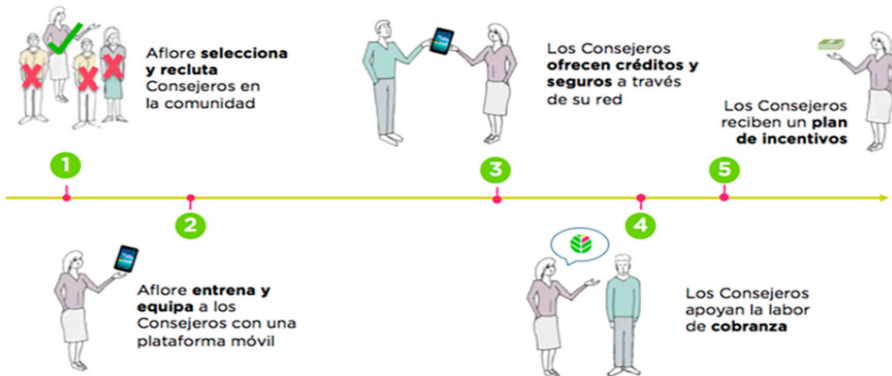 Aflore selecciona
y recluta
Consejeros en
la comunidad
1
Aflore entrena y
equipa a los
Consejeros con una
plataforma móvil
2
Los Consejeros
ofrecen créditos y
seguros a través
de su red
3
Los Consejeros
apoyan la labor
de cobranza
4
Los Consejeros
reciben un plan
de incentivos
5